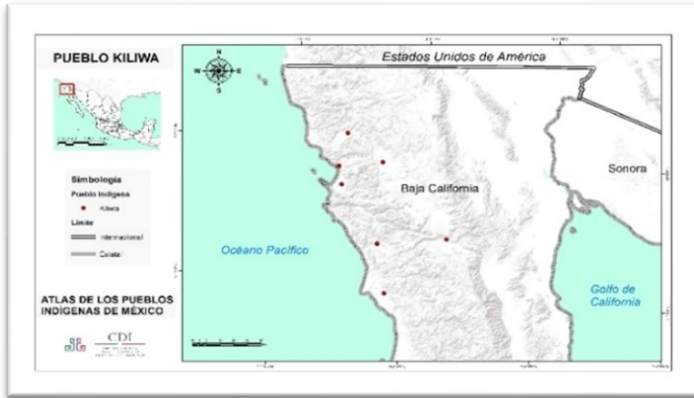 PUEBLO KILIWA
Simbología
Pueblo Indígena
Kiliwa
Límite
Internacional
Estatal
ATLAS DE LOS PUEBLOS
INDÍGENAS DE MÉXICO
CDI
N
W
E
S
Estados Unidos de América
Baja California
Sonora
Océano Pacífico
Golfo de
California